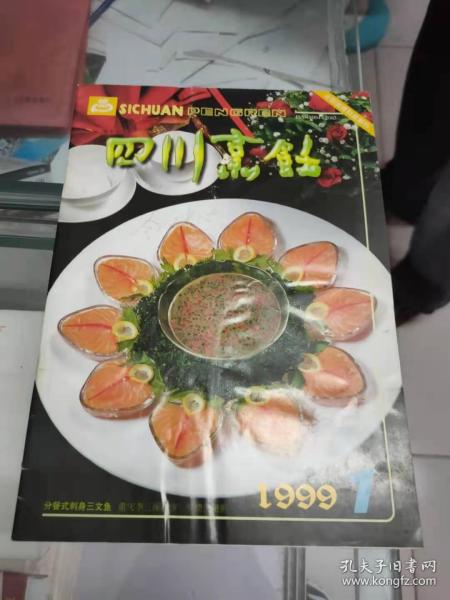 SICHUAN PENGREN
四川烹饪
分餐式刺身三文鱼
1999 1
孔夫子旧书网
www.kongfz.com